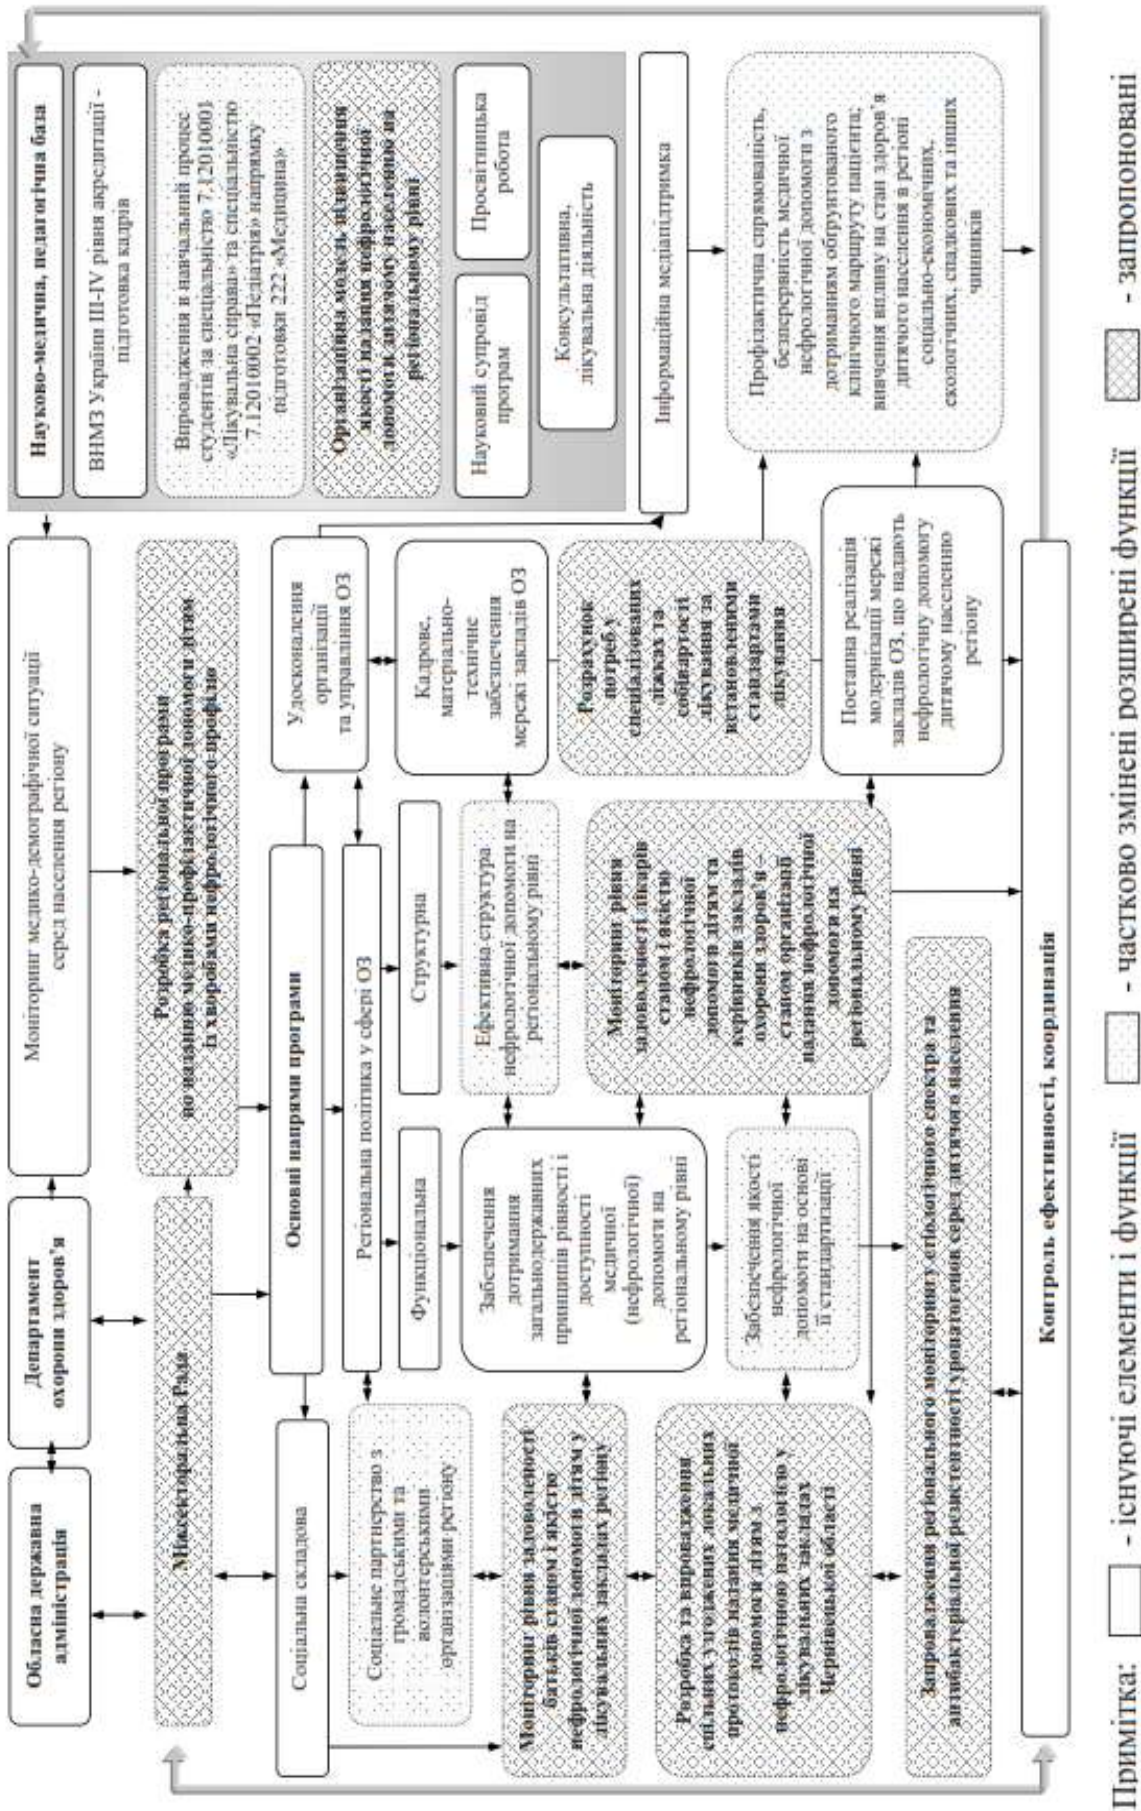 Обласна державна
адміністрація
Департамент
охорони здоров'я
Моніторинг медико-демографічної ситуації
серед населення регіону
Науково-медична, педагогічна база
ВНМЗ України III-IV рівня акредитації -
підготовка кадрів
Впровадження в навчальний процес
студентів за спеціальністю 7.12010001
«Лікувальна справа» та спеціальністю
7.12010002 «Педіатрія» напрямку
підготовки 222 «Медицина»
Організаційна модель підвищення
якості надання нефрологічної
допомоги дитячому населенню на
регіональному рівні
Науковий супровід
програм
Просвітницька
робота
Консультативна,
лікувальна діяльність
Міжсекторальна Рада
Розробка регіональної програми
по наданню медико-профілактичної допомоги дітям
із хворобами нефрологічного профілю
Основні напрями програми
Соціальна складова
Регіональна політика у сфері ОЗ
Удосконалення
організації
та управління ОЗ
Інформаційна медіапідтримка
Соціальне партнерство з
громадськими та
волонтерськими
організаціями регіону
Функціональна
Структурна
Кадрове,
матеріально-
технічне
забезпечення
мережі закладів ОЗ
Моніторинг рівня задоволеності
батьків станом і якістю
нефрологічної допомоги дітям у
лікувальних закладах регіону
Забезпечення
дотримання
загальнодержавних
принципів рівності і
доступності
медичної
(нефрологічної)
допомоги на
регіональному рівні
Ефективна структура
нефрологічної допомоги на
регіональному рівні
Розрахунок
потреб у
спеціалізованих
ліжках та
собівартості
лікування та
встановленими
стандартами
лікування
Профілактична спрямованість,
безперервність медичної
нефрологічної допомоги з
дотриманням обґрунтованого
клінічного маршруту пацієнта;
вивчення впливу на стан здоров'я
дитячого населення в регіоні
соціально-економічних,
екологічних, спадкових та інших
чинників
Розробка та впровадження
спільних узгоджених локальних
протоколів надання медичної
допомоги дітям з
нефрологічною патологією у
лікувальних закладах
Чернівецької області
Забезпечення якості
нефрологічної
допомоги на основі
її стандартизації
Моніторинг рівня
задоволеності лікарів
станом і якістю
нефрологічної
допомоги дітям та
керівників закладів
охорони здоров'я –
станом організації
надання нефрологічної
допомоги на
регіональному рівні
Поетапна реалізація
модернізації мережі
закладів ОЗ, що надають
нефрологічну допомогу
дитячому населенню
регіону
Запровадження регіонального моніторингу етіологічного спектра та
антибактеріальної резистентності уропатогенів серед дитячого населення
Контроль ефективності, координація
Примітка: - існуючі елементи і функції - частково змінені розширені функції - запропоновані